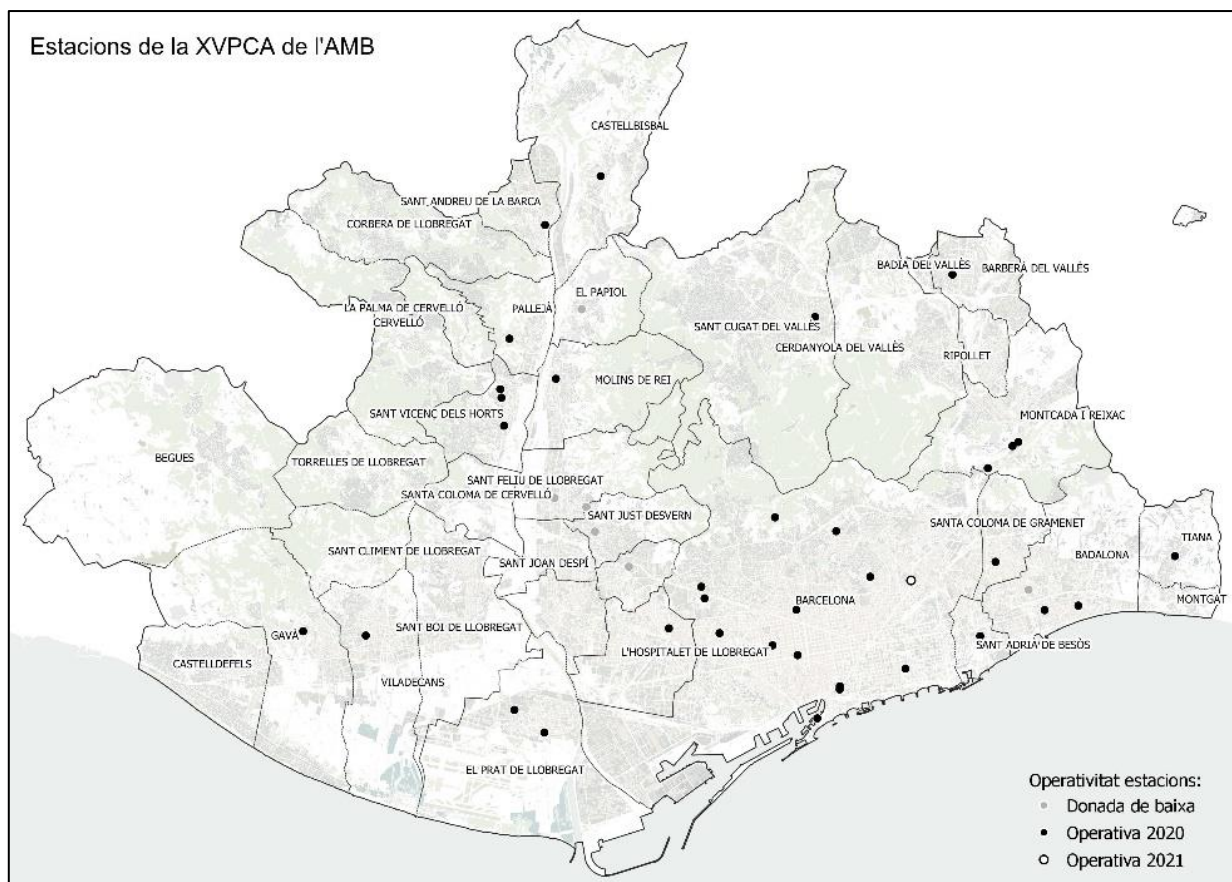 Estacions de la XVPCA de l'AMB
CASTELLBISBAL
SANT ANDREU DE LA BARCA
CORBERA DE LLOBREGAT
BADIA DEL VALLÈS
BARBERÀ DEL VALLÈS
EL PAPIOL
LA PALMA DE CERVELLÓ
PALLEJÀ
CERVELLÓ
SANT CUGAT DEL VALLÈS
CERDANYOLA DEL VALLÈS
RIPOLLET
MOLINS DE REI
SANT VICENÇ DELS HORTS
MONTCADA I REIXAC
BEGUES
TORRELLES DE LLOBREGAT
SANT FELIU DE LLOBREGAT
SANTA COLOMA DE CERVELLÓ
SANT JUST DESVERN
SANTA COLOMA DE GRAMENET
TIANA
SANT CLIMENT DE LLOBREGAT
BADALONA
SANT JOAN DESPÍ
BARCELONA
MONTGAT
SANT BOI DE LLOBREGAT
GAVÀ
SANT ADRIÀ DE BESÒS
L'HOSPITALET DE LLOBREGAT
CASTELLDEFELS
VILADECANS
EL PRAT DE LLOBREGAT
Operativitat estacions:
Donada de baixa
Operativa 2020
Operativa 2021